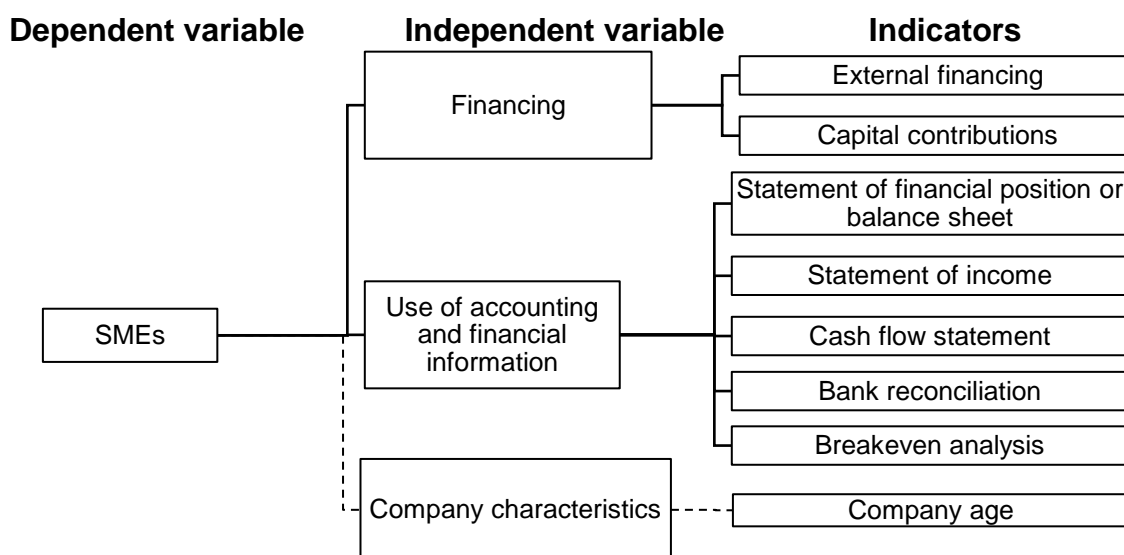 Dependent variable
Independent variable
Indicators
External financing
Financing
Capital contributions
Statement of financial position or
balance sheet
Statement of income
Use of accounting
and financial
information
SMEs
Cash flow statement
Bank reconciliation
Breakeven analysis
Company characteristics
Company age